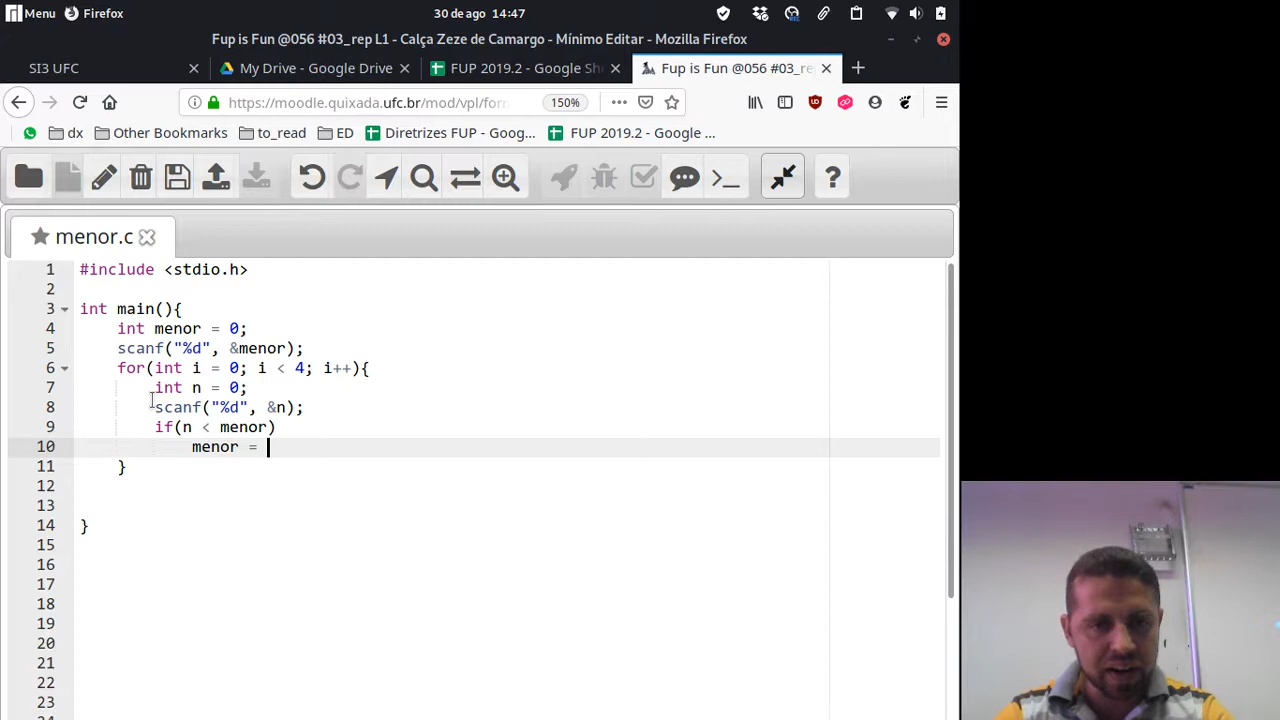 Menu Firefox 30 de ago 14:47
Fup is Fun @056 #03_rep L1 - Calça Zeze de Camargo - Mínimo Editar - Mozilla Firefox
SI3 UFC My Drive - Google Drive FUP 2019.2 - Google Sh Fup is Fun @056 #03_re
https://moodle.quixada.ufc.br/mod/vpl/for 150%
dx Other Bookmarks to_read ED Diretrizes FUP - Goog... FUP 2019.2 - Google ...
menor.c
1 #include <stdio.h>
2
3 int main(){
4 int menor = 0;
5 scanf("%d", &menor);
6 for(int i = 0; i < 4; i++){
7 int n = 0;
8 scanf("%d", &n);
9 if(n < menor)
10 menor =
11 }
12
13
14 }
15
16
17
18
19
20
21
22
23